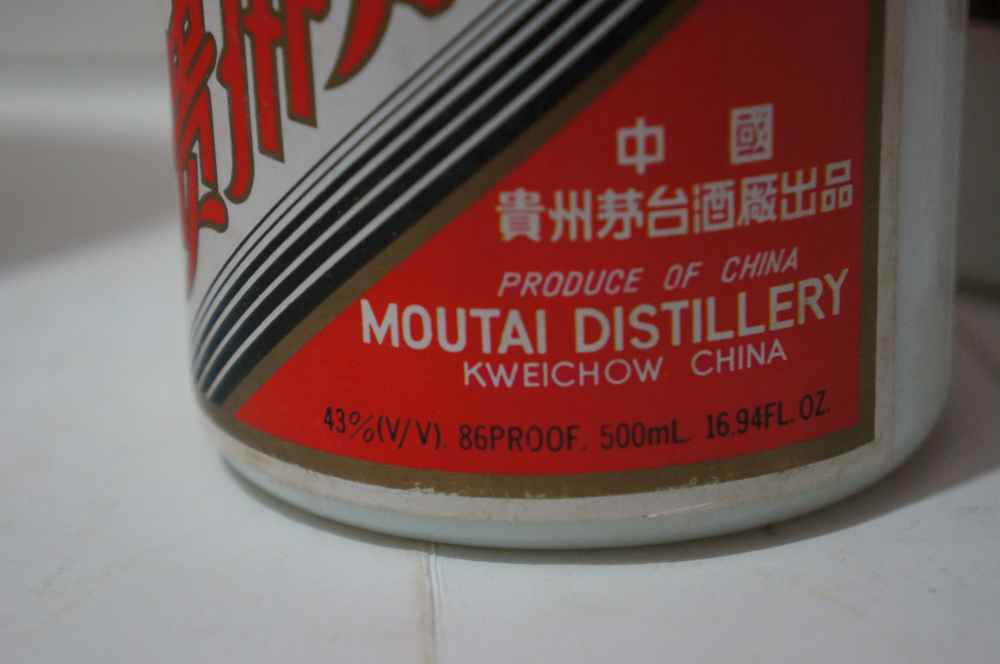 中國
貴州茅台酒廠出品
PRODUCE OF CHINA
MOUTAI DISTILLERY
KWEICHOW CHINA
43%(V/V). 86PROOF. 500mL. 16.94FL. OZ.